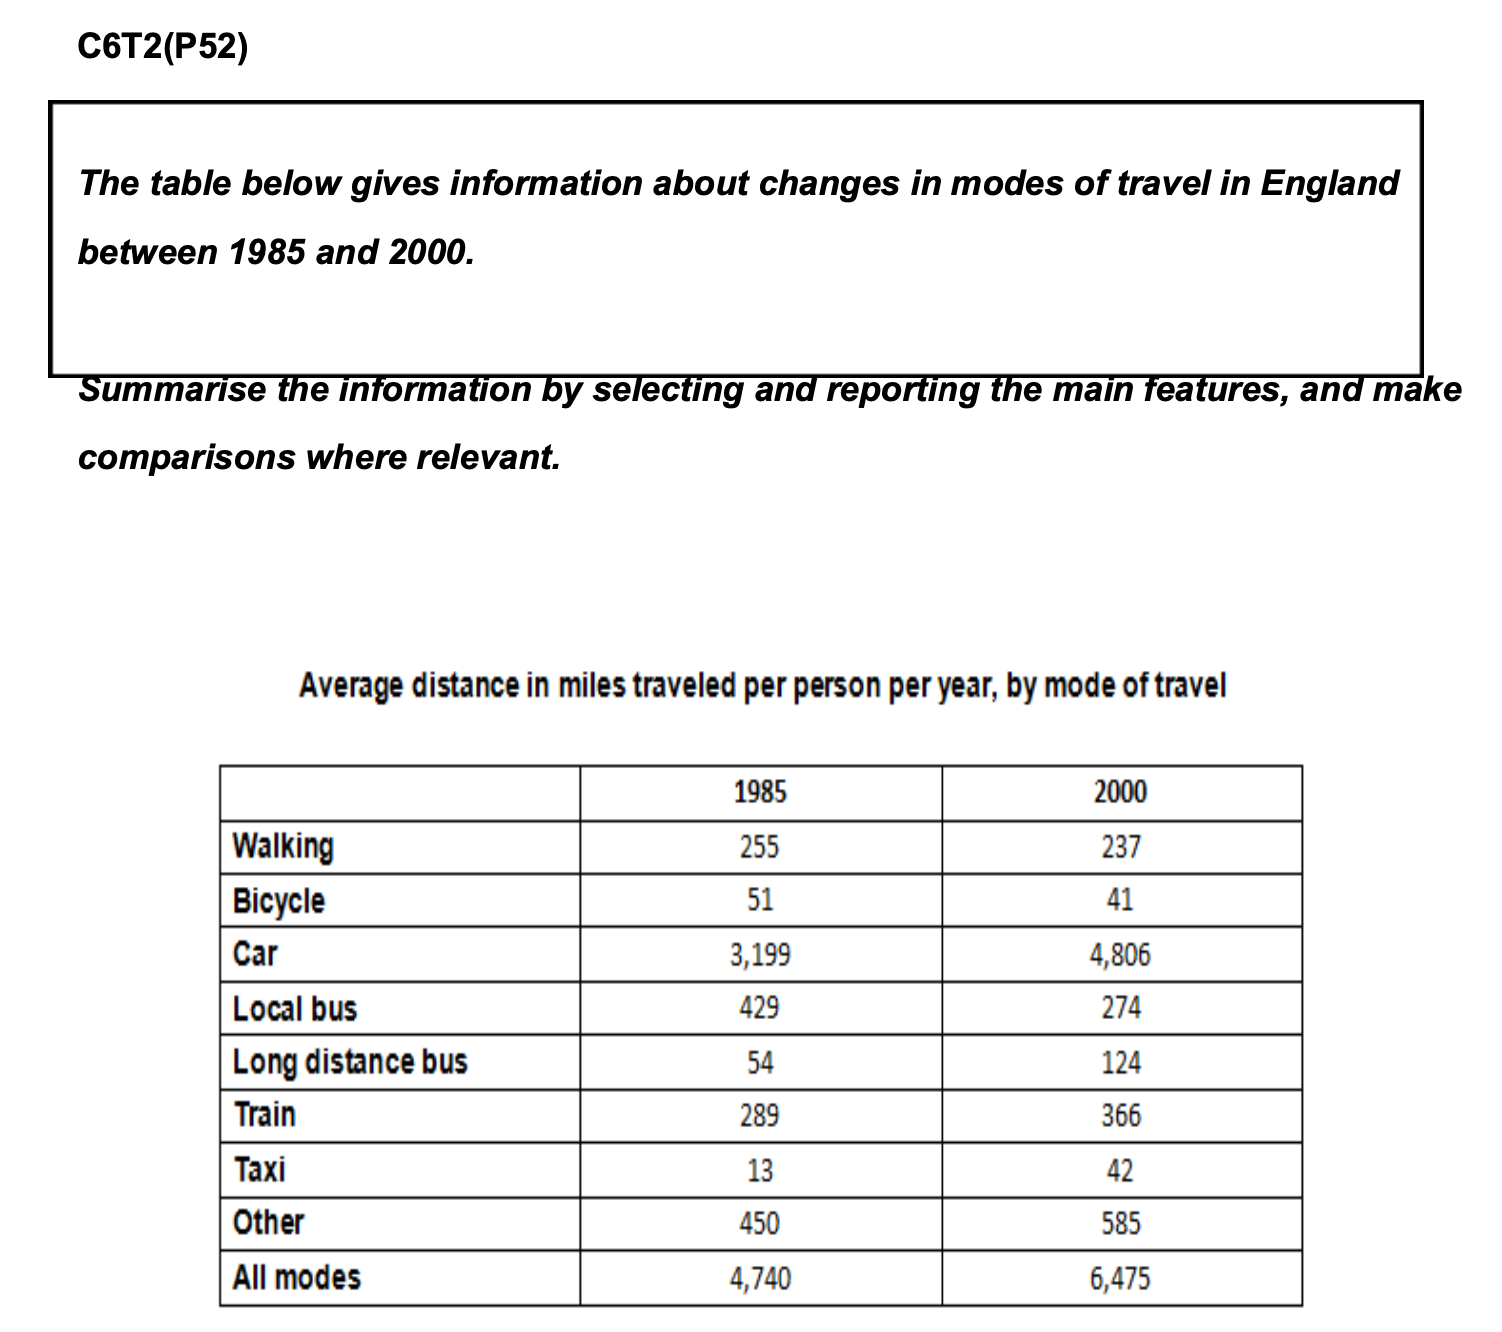 C6T2(P52)
The table below gives information about changes in modes of travel in England
between 1985 and 2000.
Summarise the information by selecting and reporting the main features, and make
comparisons where relevant.
Average distance in miles traveled per person per year, by mode of travel
1985 2000
Walking 255 237
Bicycle 51 41
Car 3,199 4,806
Local bus 429 274
Long distance bus 54 124
Train 289 366
Taxi 13 42
Other 450 585
All modes 4,740 6,475